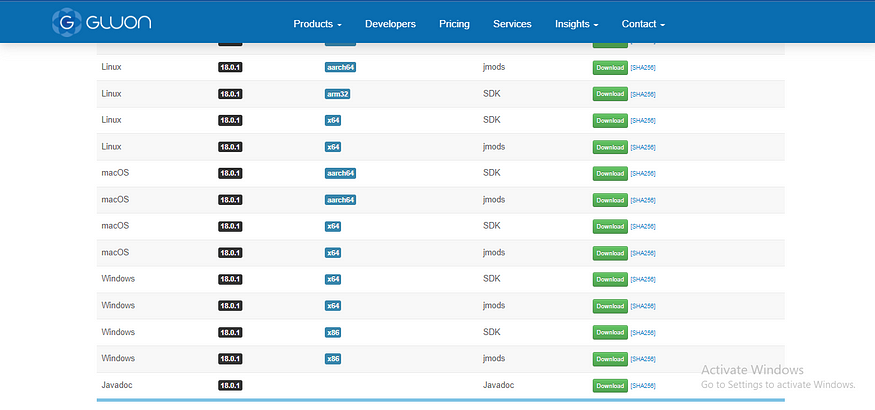 GLUON Products Developers Pricing Services Insights Contact
Linux 18.0.1 aarch64 jmods Download [SHA256]
Linux 18.0.1 arm32 SDK Download [SHA256]
Linux 18.0.1 x64 SDK Download [SHA256]
Linux 18.0.1 x64 jmods Download [SHA256]
macOS 18.0.1 aarch64 SDK Download [SHA256]
macOS 18.0.1 aarch64 jmods Download [SHA256]
macOS 18.0.1 x64 SDK Download [SHA256]
macOS 18.0.1 x64 jmods Download [SHA256]
Windows 18.0.1 x64 SDK Download [SHA256]
Windows 18.0.1 x64 jmods Download [SHA256]
Windows 18.0.1 x86 SDK Download [SHA256]
Windows 18.0.1 x86 jmods Download [SHA256]
Javadoc 18.0.1 Javadoc Download [SHA256]
Activate Windows
Go to Settings to activate Windows.